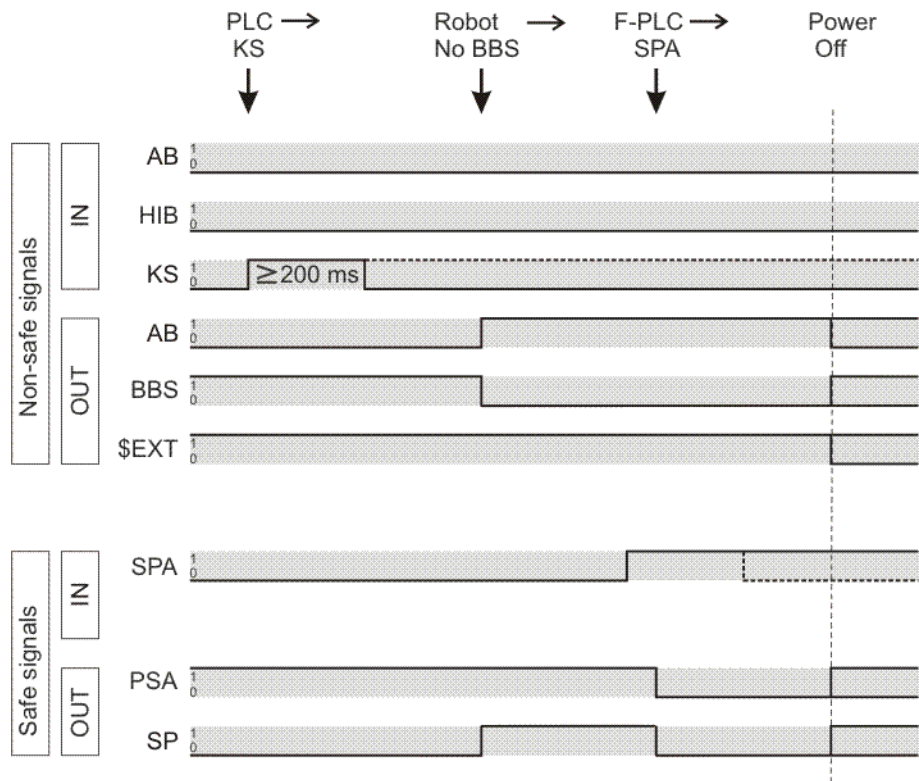 PLC → Robot → F-PLC → Power
KS No BBS SPA Off
Non-safe signals
IN
AB 1 0
HIB 1 0
KS 1 0 ≥200 ms
OUT
AB 1 0
BBS 1 0
$EXT 1 0
Safe signals
IN
SPA 1 0
OUT
PSA 1 0
SP 1 0